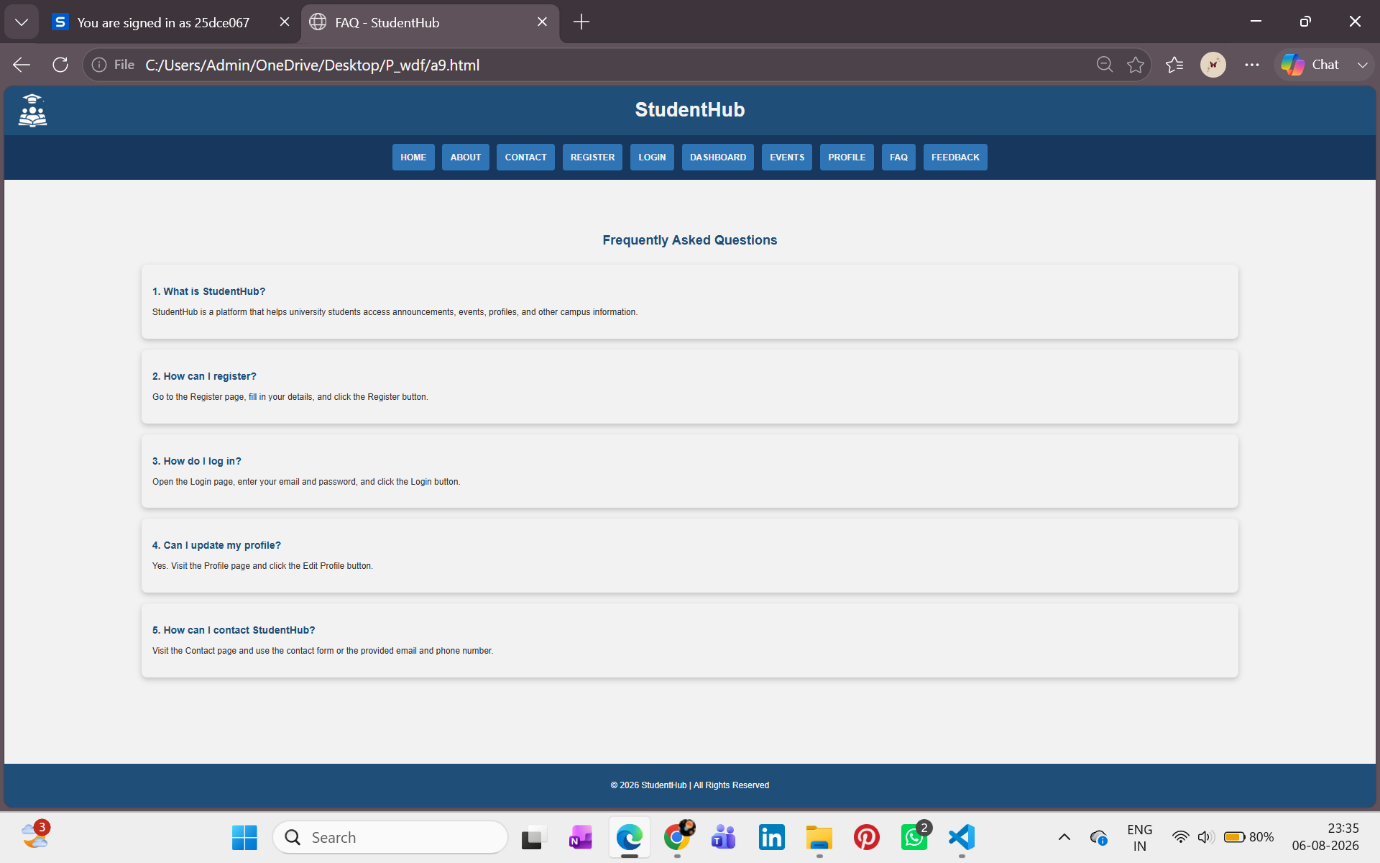 S You are signed in as 25dce067
FAQ - StudentHub
File C:/Users/Admin/OneDrive/Desktop/P_wdf/a9.html
Chat
StudentHub
HOME ABOUT CONTACT REGISTER LOGIN DASHBOARD EVENTS PROFILE FAQ FEEDBACK
Frequently Asked Questions
1. What is StudentHub?
StudentHub is a platform that helps university students access announcements, events, profiles, and other campus information.
2. How can I register?
Go to the Register page, fill in your details, and click the Register button.
3. How do I log in?
Open the Login page, enter your email and password, and click the Login button.
4. Can I update my profile?
Yes. Visit the Profile page and click the Edit Profile button.
5. How can I contact StudentHub?
Visit the Contact page and use the contact form or the provided email and phone number.
© 2026 StudentHub | All Rights Reserved
3
Search
N
T
in
2
ENG
IN
80%
23:35
06-08-2026